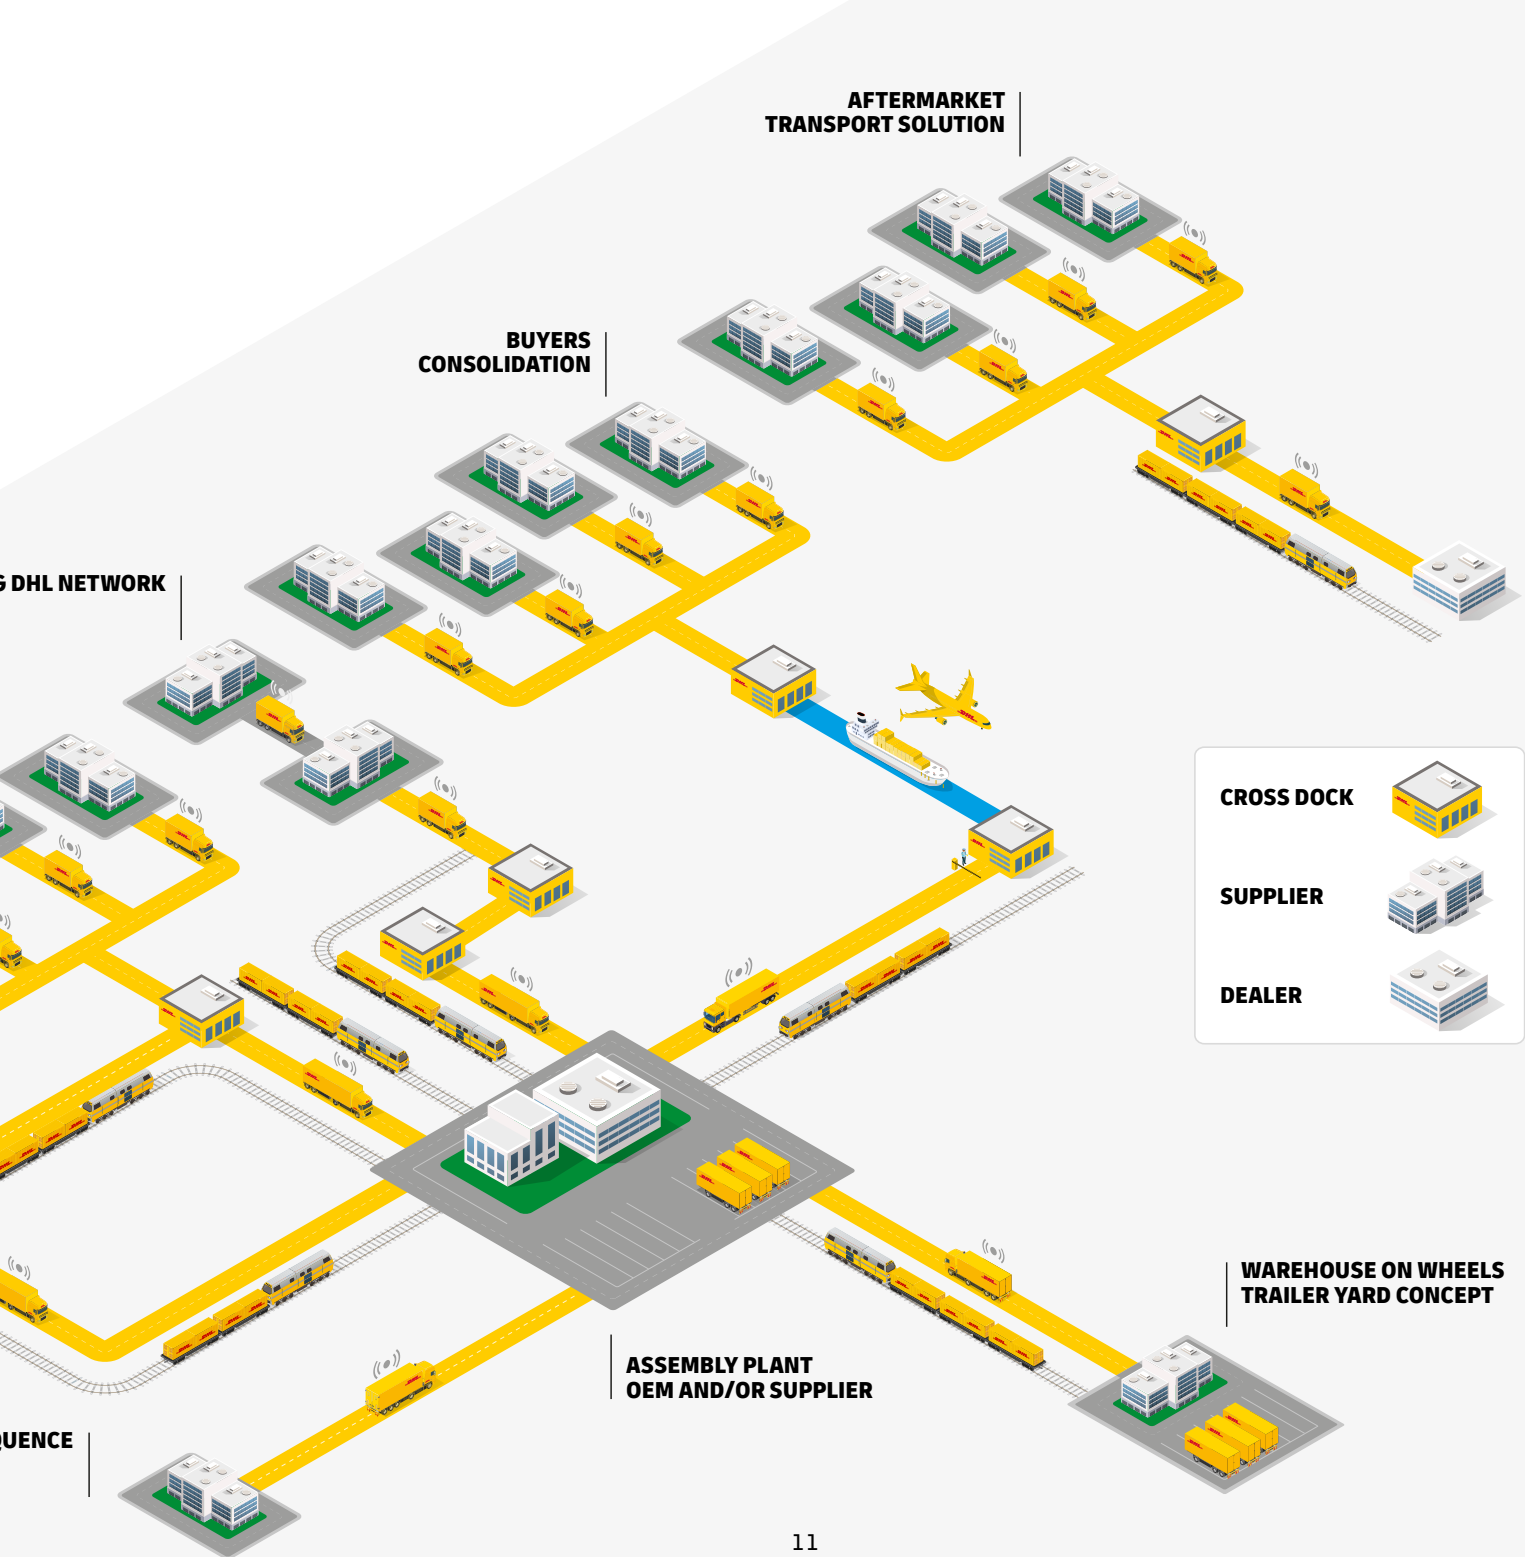 AFTERMARKET
TRANSPORT SOLUTION
BUYERS
CONSOLIDATION
DHL NETWORK
CROSS DOCK
SUPPLIER
DEALER
WAREHOUSE ON WHEELS
TRAILER YARD CONCEPT
ASSEMBLY PLANT
OEM AND/OR SUPPLIER
11